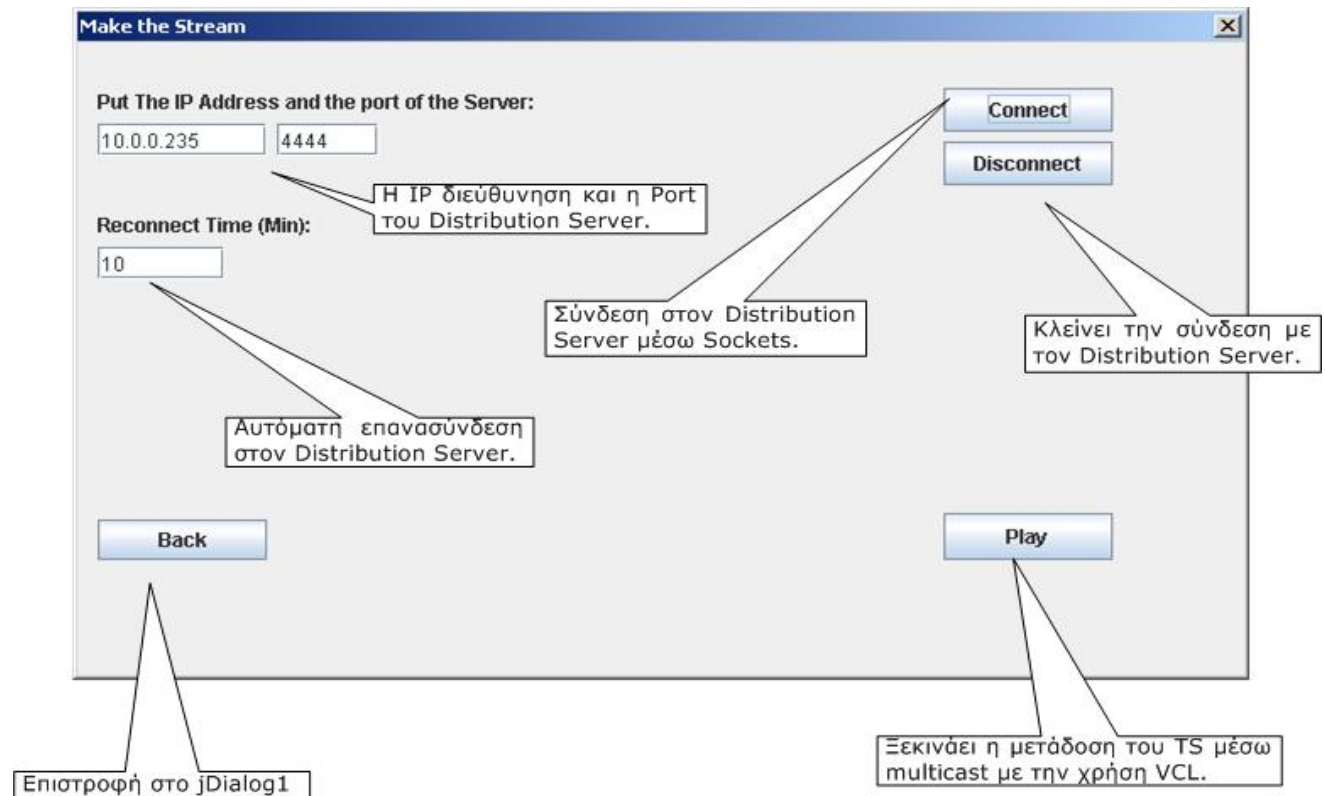 Make the Stream
Put The IP Address and the port of the Server:
Connect
10.0.0.235 4444
Disconnect
Η IP διεύθυνηση και η Port
του Distribution Server.
Reconnect Time (Min):
10
Σύνδεση στον Distribution
Server μέσω Sockets.
Κλείνει την σύνδεση με
τον Distribution Server.
Αυτόματη επανασύνδεση
στον Distribution Server.
Back
Play
Ξεκινάει η μετάδοση του TS μέσω
multicast με την χρήση VCL.
Επιστροφή στο jDialog1